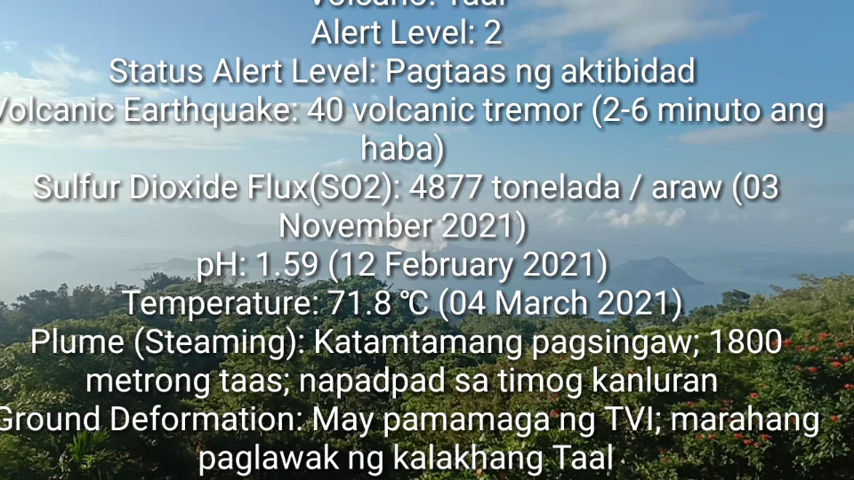 Volcano: Taal
Alert Level: 2
Status Alert Level: Pagtaas ng aktibidad
Volcanic Earthquake: 40 volcanic tremor (2-6 minuto ang
haba)
Sulfur Dioxide Flux(SO2): 4877 tonelada / araw (03
November 2021)
pH: 1.59 (12 February 2021)
Temperature: 71.8 ℃ (04 March 2021)
Plume (Steaming): Katamtamang pagsingaw; 1800
metrong taas; napadpad sa timog kanluran
Ground Deformation: May pamamaga ng TVI; marahang
paglawak ng kalakhang Taal